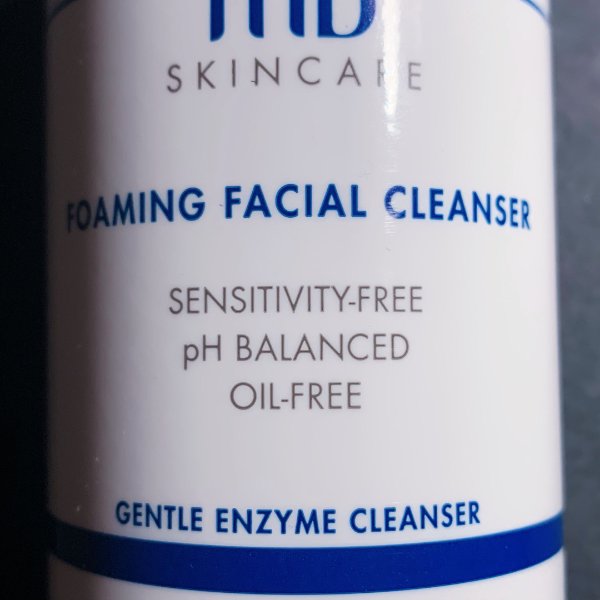 SKINCARE
FOAMING FACIAL CLEANSER
SENSITIVITY-FREE
pH BALANCED
OIL-FREE
GENTLE ENZYME CLEANSER